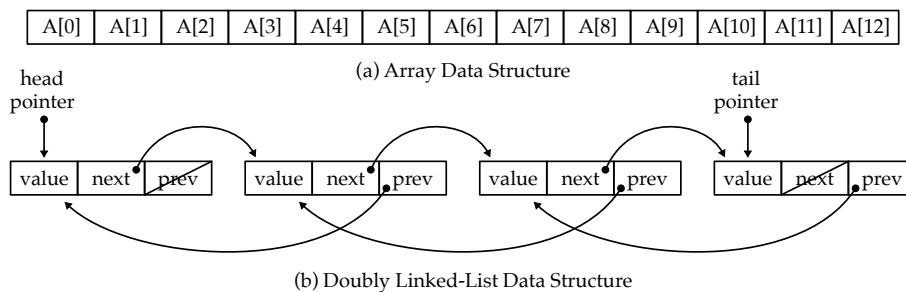 A[0] A[1] A[2] A[3] A[4] A[5] A[6] A[7] A[8] A[9] A[10] A[11] A[12]
(a) Array Data Structure
head pointer
tail pointer
value next prev value next prev value next prev value next prev
(b) Doubly Linked-List Data Structure